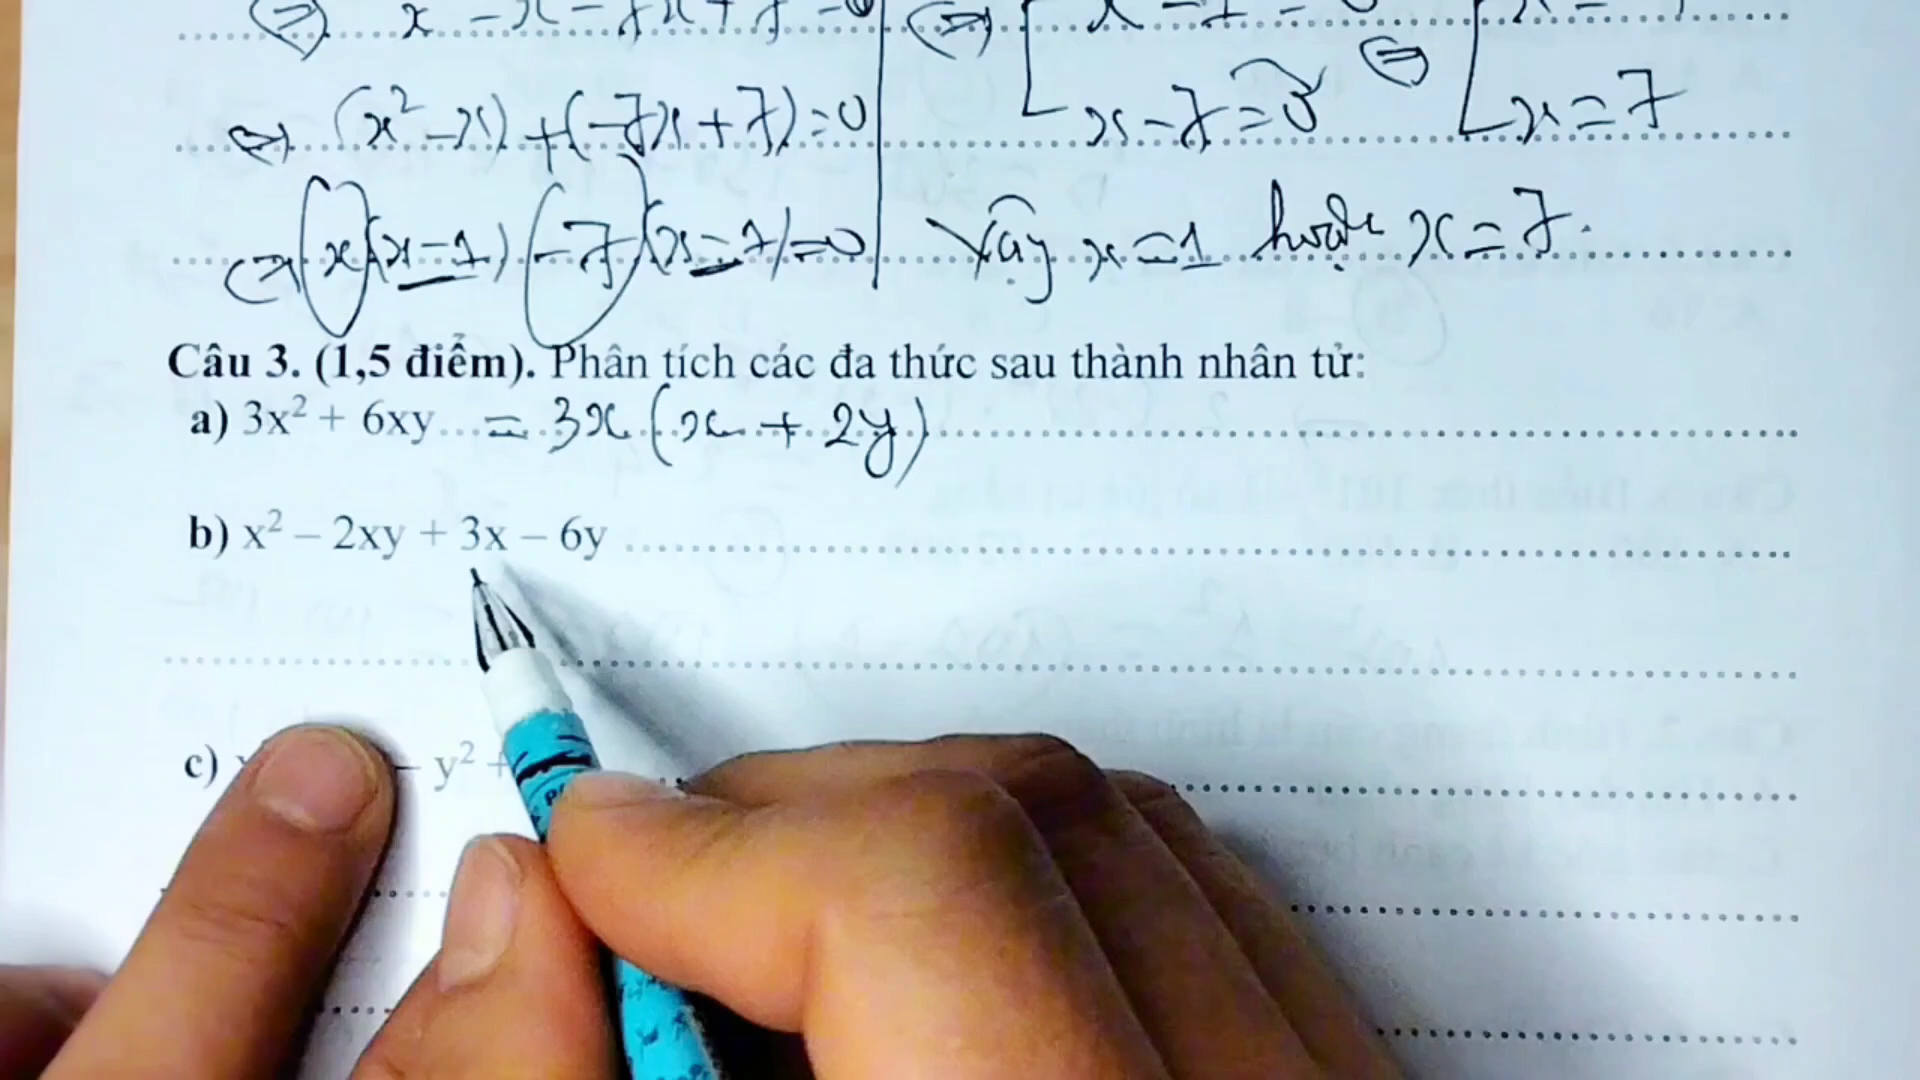 ⇔ (x² – x) + (–7x + 7) = 0
⇔ x(x – 1) – 7(x – 1) = 0
x – 7 = 0 ⇔ x = 7
Vậy x = 1 hoặc x = 7.
Câu 3. (1,5 điểm). Phân tích các đa thức sau thành nhân tử:
a) 3x² + 6xy = 3x (x + 2y)
b) x² – 2xy + 3x – 6y
c) – y² +